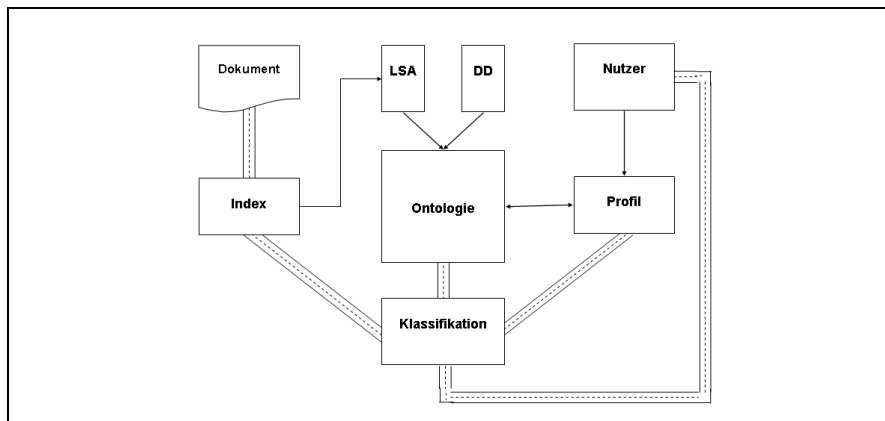 Dokument
LSA
DD
Nutzer
Index
Ontologie
Profil
Klassifikation